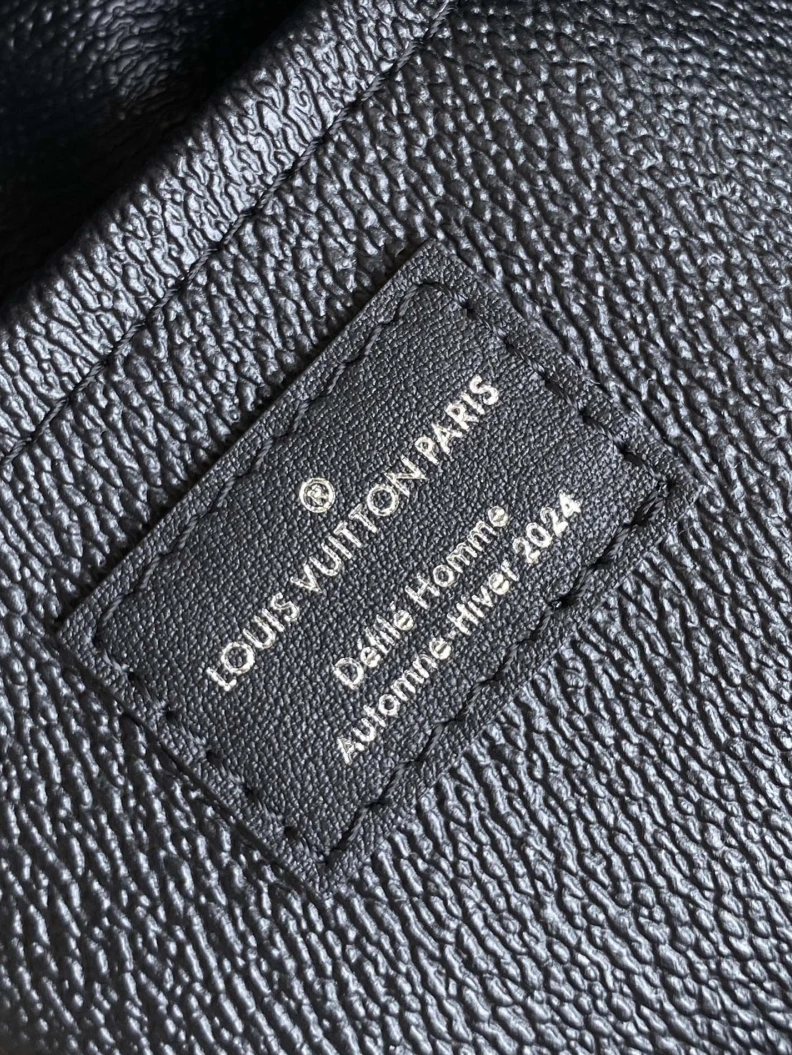 ®
LOUIS VUITTON PARIS
Défilé Homme
Automne-Hiver 2024